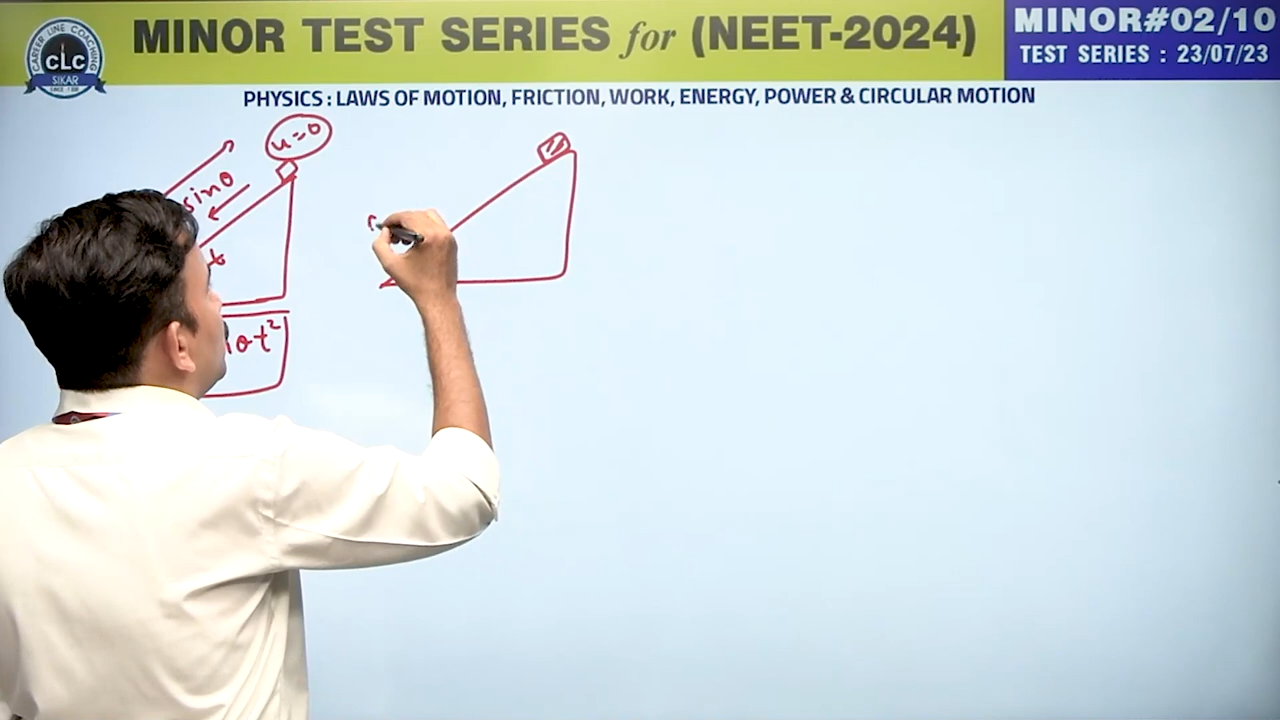 MINOR TEST SERIES for (NEET-2024)
MINOR#02/10
TEST SERIES : 23/07/23
CAREER LINE COACHING
CLC
SIKAR
PHYSICS : LAWS OF MOTION, FRICTION, WORK, ENERGY, POWER & CIRCULAR MOTION
u=0
sinθ
t
θt²